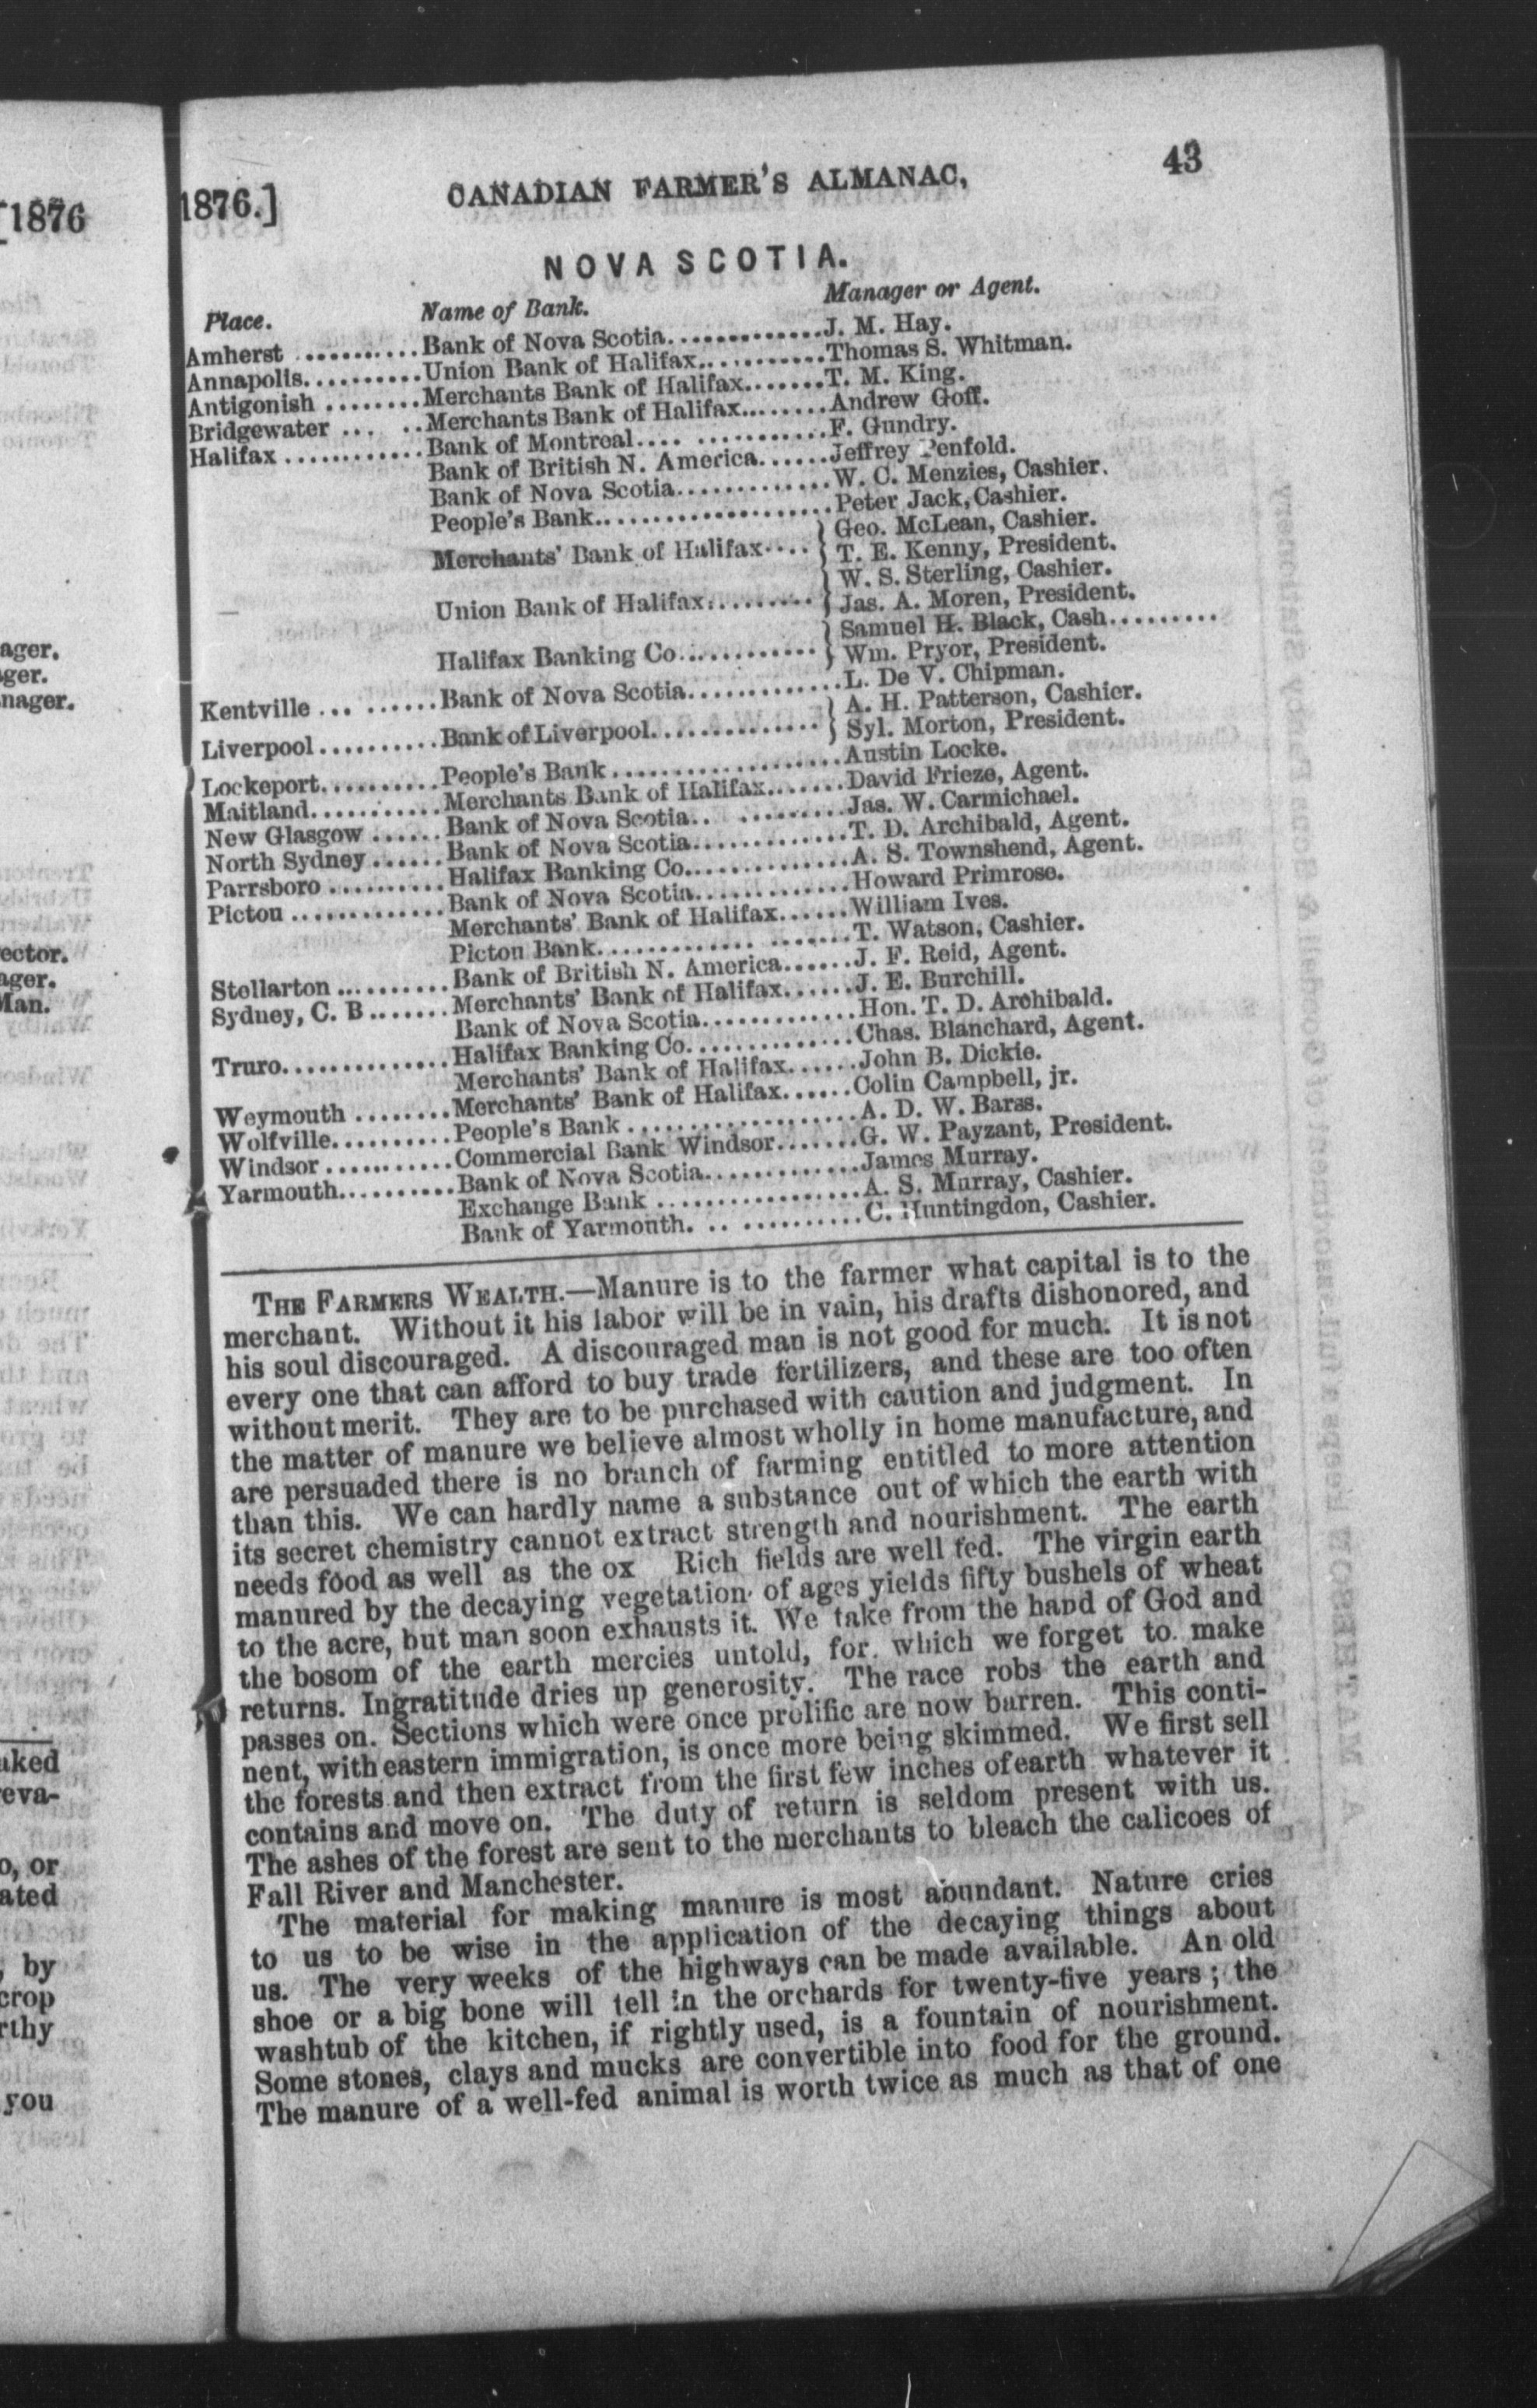 [1876
ager.
ger.
nager.
ector.
ager.
Man.
aked
eva-
o, or
ated
, by
crop
rthy
you
1876.] CANADIAN FARMER'S ALMANAC, 43
NOVA SCOTIA.
Place. Name of Bank. Manager or Agent.
Amherst .......... Bank of Nova Scotia............. J. M. Hay.
Annapolis.......... Union Bank of Halifax........... Thomas S. Whitman.
Antigonish ........ Merchants Bank of Halifax....... T. M. King.
Bridgewater ... .. Merchants Bank of Halifax........ Andrew Goff.
Halifax ............ Bank of Montreal.... ........... F. Gundry.
Bank of British N. America...... Jeffrey Penfold.
Bank of Nova Scotia............. W. C. Menzies, Cashier.
People's Bank.................... Peter Jack, Cashier.
Merchants' Bank of Halifax.... } Geo. McLean, Cashier.
} T. E. Kenny, President.
Union Bank of Halifax.......... } W. S. Sterling, Cashier.
} Jas. A. Moren, President.
Halifax Banking Co............. } Samuel H. Black, Cash.........
} Wm. Pryor, President.
Kentville ... ...... Bank of Nova Scotia............. L. De V. Chipman.
Liverpool .......... Bank of Liverpool............... } A. H. Patterson, Cashier.
} Syl. Morton, President.
Lockeport.......... People's Bank .................... Austin Locke.
Maitland........... Merchants Bank of Halifax....... David Frieze, Agent.
New Glasgow ...... Bank of Nova Scotia.. ......... Jas. W. Carmichael.
North Sydney ...... Bank of Nova Scotia............. T. D. Archibald, Agent.
Parrsboro .......... Halifax Banking Co.............. A. S. Townshend, Agent.
Pictou ............. Bank of Nova Scotia............. Howard Primrose.
Merchants' Bank of Halifax...... William Ives.
Picton Bank............. ....... T. Watson, Cashier.
Stellarton .......... Bank of British N. America...... J. F. Reid, Agent.
Sydney, C. B ....... Merchants' Bank of Halifax...... J. E. Burchill.
Bank of Nova Scotia............. Hon. T. D. Archibald.
Truro.............. Halifax Banking Co.............. Chas. Blanchard, Agent.
Merchants' Bank of Halifax...... John B. Dickie.
Weymouth ........ Merchants' Bank of Halifax...... Colin Campbell, jr.
Wolfville.......... People's Bank .................... A. D. W. Barss.
Windsor ........... Commercial Bank Windsor....... G. W. Payzant, President.
Yarmouth.......... Bank of Nova Scotia............. James Murray.
Exchange Bank .................. A. S. Murray, Cashier.
Bank of Yarmouth. .. .......... C. Huntingdon, Cashier.
THE FARMERS WEALTH.—Manure is to the farmer what capital is to the
merchant. Without it his labor will be in vain, his drafts dishonored, and
his soul discouraged. A discouraged man is not good for much. It is not
every one that can afford to buy trade fertilizers, and these are too often
without merit. They are to be purchased with caution and judgment. In
the matter of manure we believe almost wholly in home manufacture, and
are persuaded there is no branch of farming entitled to more attention
than this. We can hardly name a substance out of which the earth with
its secret chemistry cannot extract strength and nourishment. The earth
needs food as well as the ox Rich fields are well fed. The virgin earth
manured by the decaying vegetation of ages yields fifty bushels of wheat
to the acre, but man soon exhausts it. We take from the hand of God and
the bosom of the earth mercies untold, for which we forget to make
returns. Ingratitude dries up generosity. The race robs the earth and
passes on. Sections which were once prolific are now barren. This conti-
nent, with eastern immigration, is once more being skimmed. We first sell
the forests and then extract from the first few inches of earth whatever it
contains and move on. The duty of return is seldom present with us.
The ashes of the forest are sent to the merchants to bleach the calicoes of
Fall River and Manchester.
The material for making manure is most abundant. Nature cries
to us to be wise in the application of the decaying things about
us. The very weeks of the highways can be made available. An old
shoe or a big bone will tell in the orchards for twenty-five years; the
washtub of the kitchen, if rightly used, is a fountain of nourishment.
Some stones, clays and mucks are convertible into food for the ground.
The manure of a well-fed animal is worth twice as much as that of one